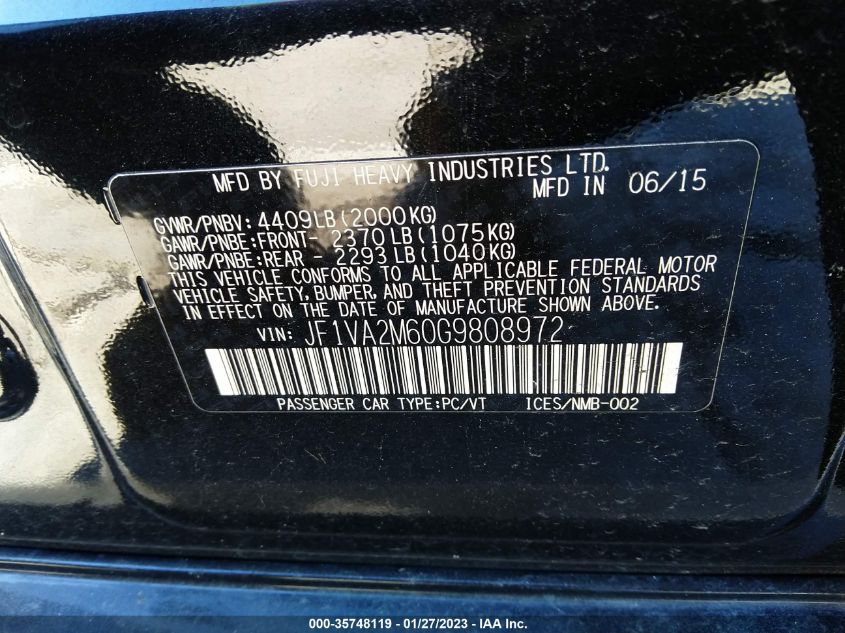 MFD BY FUJI HEAVY INDUSTRIES LTD.
MFD IN 06/15
GVWR/PNBV: 4409LB(2000KG)
GAWR/PNBE:FRONT- 2370LB(1075KG)
GAWR/PNBE:REAR - 2293LB(1040KG)
THIS VEHICLE CONFORMS TO ALL APPLICABLE FEDERAL MOTOR
VEHICLE SAFETY, BUMPER, AND THEFT PREVENTION STANDARDS
IN EFFECT ON THE DATE OF MANUFACTURE SHOWN ABOVE.
VIN: JF1VA2M60G9808972
PASSENGER CAR TYPE:PC/VT ICES/NMB-002
000-35748119 - 01/27/2023 - IAA Inc.